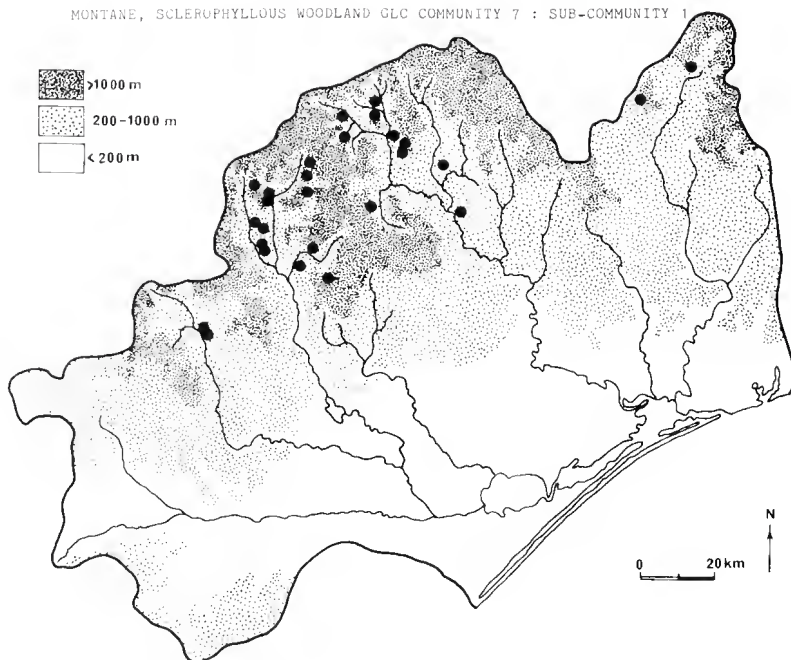 MONTANE, SCLEROPHYLLOUS WOODLAND GLC COMMUNITY 7 : SUB-COMMUNITY 1
>1000 m
200-1000 m
<200 m
N
0 20 km